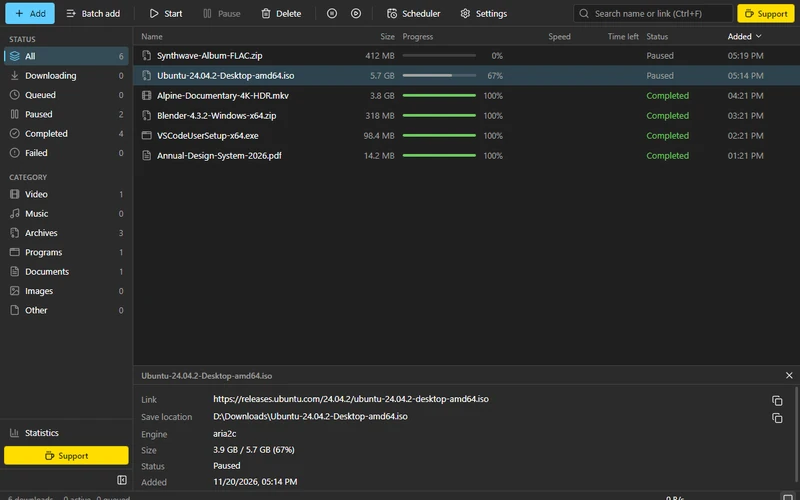 Add Batch add Start Pause Delete Scheduler Settings Search name or link (Ctrl+F) Support
STATUS
All 6
Downloading 0
Queued 0
Paused 2
Completed 4
Failed 0
CATEGORY
Video 1
Music 0
Archives 3
Programs 1
Documents 1
Images 0
Other 0
Statistics
Support
Name Size Progress Speed Time left Status Added
Synthwave-Album-FLAC.zip 412 MB 0% Paused 05:19 PM
Ubuntu-24.04.2-Desktop-amd64.iso 5.7 GB 67% Paused 05:14 PM
Alpine-Documentary-4K-HDR.mkv 3.8 GB 100% Completed 04:21 PM
Blender-4.3.2-Windows-x64.zip 318 MB 100% Completed 03:21 PM
VSCodeUserSetup-x64.exe 98.4 MB 100% Completed 02:21 PM
Annual-Design-System-2026.pdf 14.2 MB 100% Completed 01:21 PM
Ubuntu-24.04.2-Desktop-amd64.iso
Link https://releases.ubuntu.com/24.04.2/ubuntu-24.04.2-desktop-amd64.iso
Save location D:\Downloads\Ubuntu-24.04.2-Desktop-amd64.iso
Engine aria2c
Size 3.9 GB / 5.7 GB (67%)
Status Paused
Added 11/20/2026, 05:14 PM
6 downloads 0 active 0 queued 0 B/s